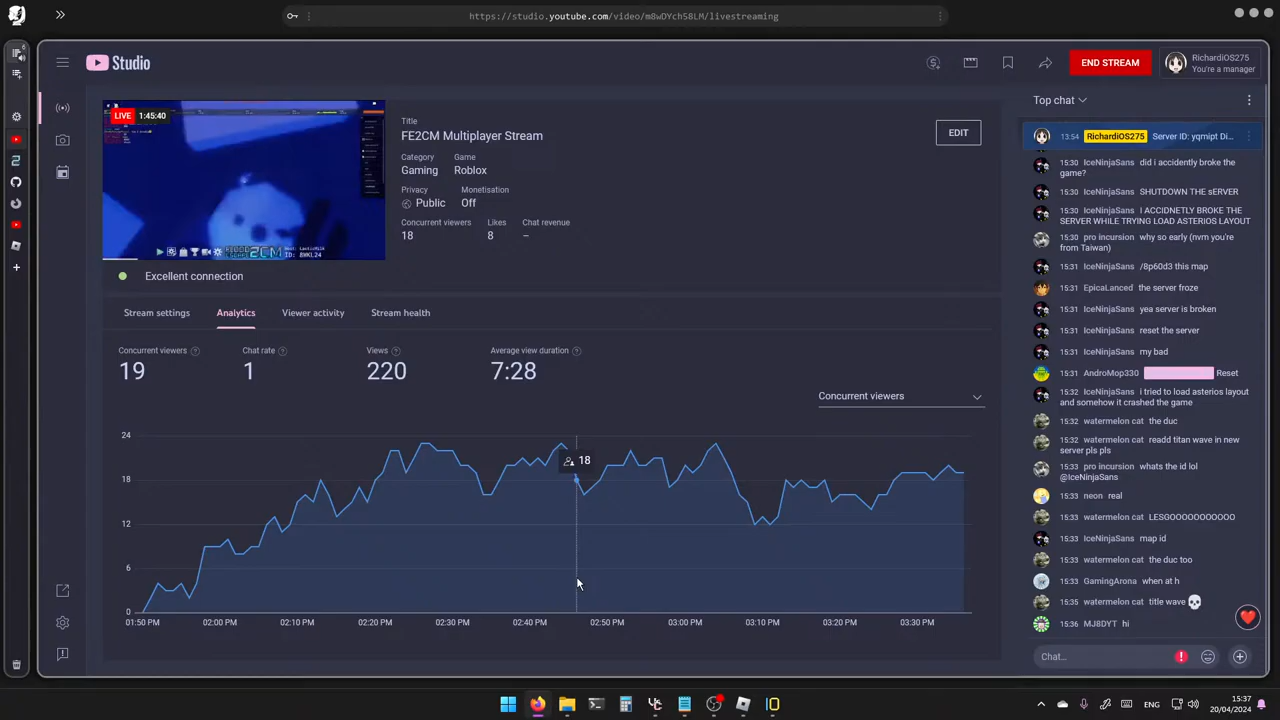 https://studio.youtube.com/video/m8wDYch58LM/livestreaming
Studio
END STREAM
RichardiOS275
You're a manager
LIVE 1:45:40
Title
FE2CM Multiplayer Stream
EDIT
Category Game
Gaming Roblox
Privacy Monetisation
Public Off
Concurrent viewers Likes Chat revenue
18 8 –
Excellent connection
Stream settings Analytics Viewer activity Stream health
Concurrent viewers Chat rate Views Average view duration
19 1 220 7:28
Concurrent viewers
24
18
12
6
0
18
01:50 PM 02:00 PM 02:10 PM 02:20 PM 02:30 PM 02:40 PM 02:50 PM 03:00 PM 03:10 PM 03:20 PM 03:30 PM
Top chat
13:54 RichardiOS275 Server ID: yqmipt Di...
15:30 IceNinjaSans did i accidently broke the
game?
15:30 IceNinjaSans SHUTDOWN THE sERVER
15:30 IceNinjaSans I ACCIDNETLY BROKE THE
SERVER WHILE TRYING LOAD ASTERIOS LAYOUT
15:30 pro incursion why so early (nvm you're
from Taiwan)
15:31 IceNinjaSans /8p60d3 this map
15:31 EpicaLanced the server froze
15:31 IceNinjaSans yea server is broken
15:31 IceNinjaSans reset the server
15:31 IceNinjaSans my bad
15:31 AndroMop330 Reset
15:32 IceNinjaSans i tried to load asterios layout
and somehow it crashed the game
15:32 watermelon cat the duc
15:32 watermelon cat readd titan wave in new
server pls pls
15:33 pro incursion whats the id lol
@IceNinjaSans
15:33 neon real
15:33 watermelon cat LESGOOOOOOOOOO
15:33 IceNinjaSans map id
15:33 watermelon cat the duc too
15:33 GamingArona when at h
15:35 watermelon cat title wave 💀
15:36 MJ8DYT hi
Chat...
ENG
15:37
20/04/2024